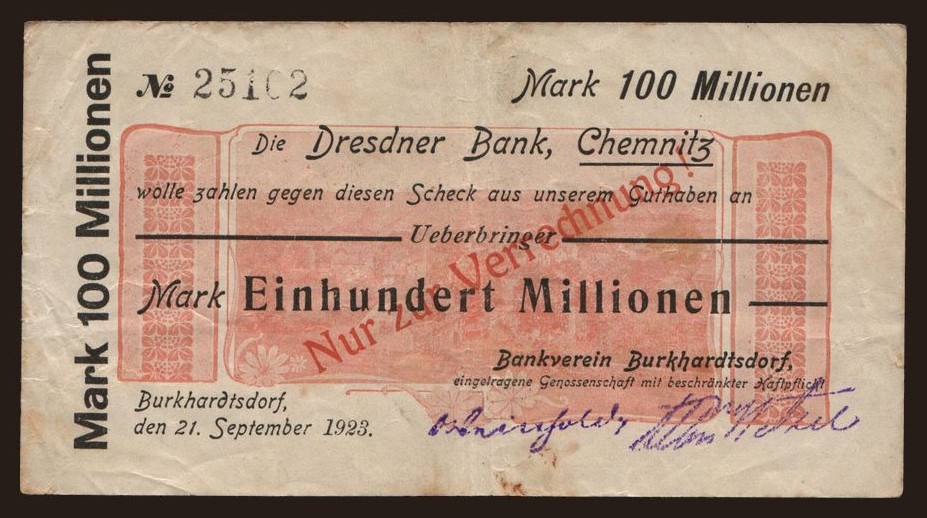 Mark 100 Millionen
№ 25102
Mark 100 Millionen
Die Dresdner Bank, Chemnitz
wolle zahlen gegen diesen Scheck aus unserem Guthaben an
Ueberbringer
Nur zur Verrechnung!
Mark Einhundert Millionen
Bankverein Burkhardtsdorf,
eingetragene Genossenschaft mit beschränkter Haftpflicht
Burkhardtsdorf,
den 21. September 1923.